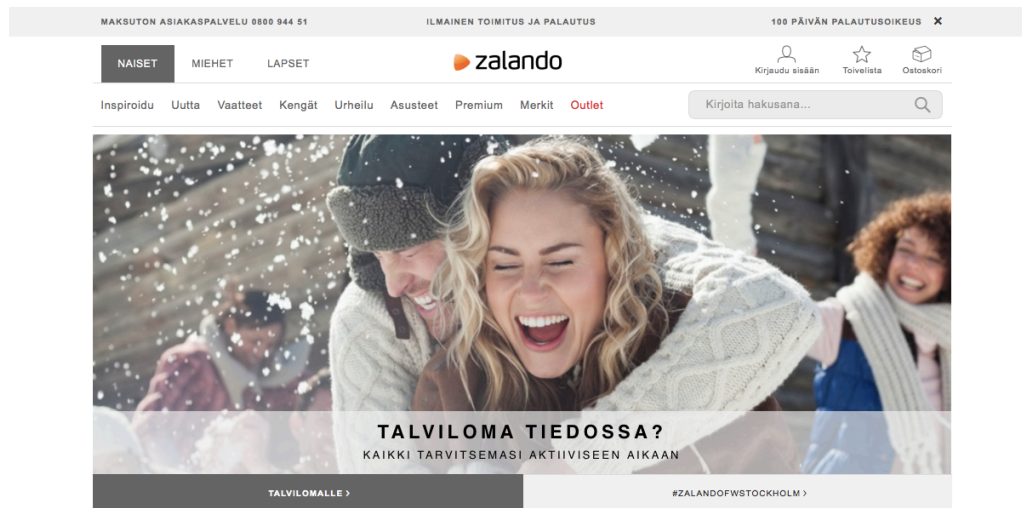 MAKSUTON ASIAKASPALVELU 0800 944 51
ILMAINEN TOIMITUS JA PALAUTUS
100 PÄIVÄN PALAUTUSOIKEUS ✕
NAISET
MIEHET
LAPSET
zalando
Kirjaudu sisään
Toivelista
Ostoskori
Inspiroidu Uutta Vaatteet Kengät Urheilu Asusteet Premium Merkit Outlet
Kirjoita hakusana...
TALVILOMA TIEDOSSA?
KAIKKI TARVITSEMASI AKTIIVISEEN AIKAAN
TALVILOMALLE >
#ZALANDOFWSTOCKHOLM >